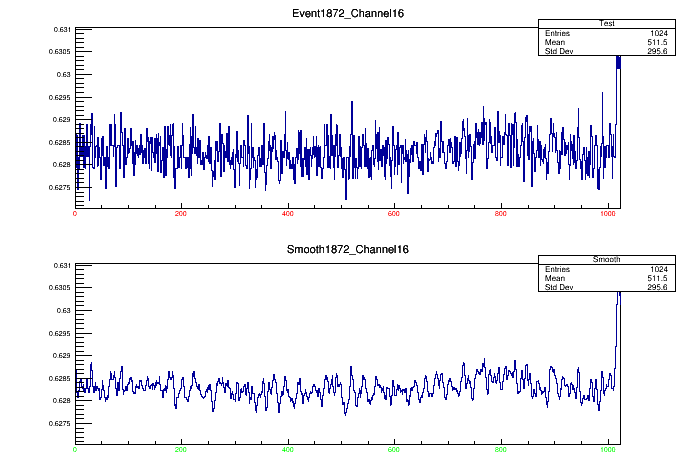 Event1872_Channel16
Test
Entries 1024
Mean 511.5
Std Dev 295.6
0.631
0.6305
0.63
0.6295
0.629
0.6285
0.628
0.6275
0 200 400 600 800 1000
Smooth1872_Channel16
Smooth
Entries 1024
Mean 511.5
Std Dev 295.6
0.631
0.6305
0.63
0.6295
0.629
0.6285
0.628
0.6275
0 200 400 600 800 1000